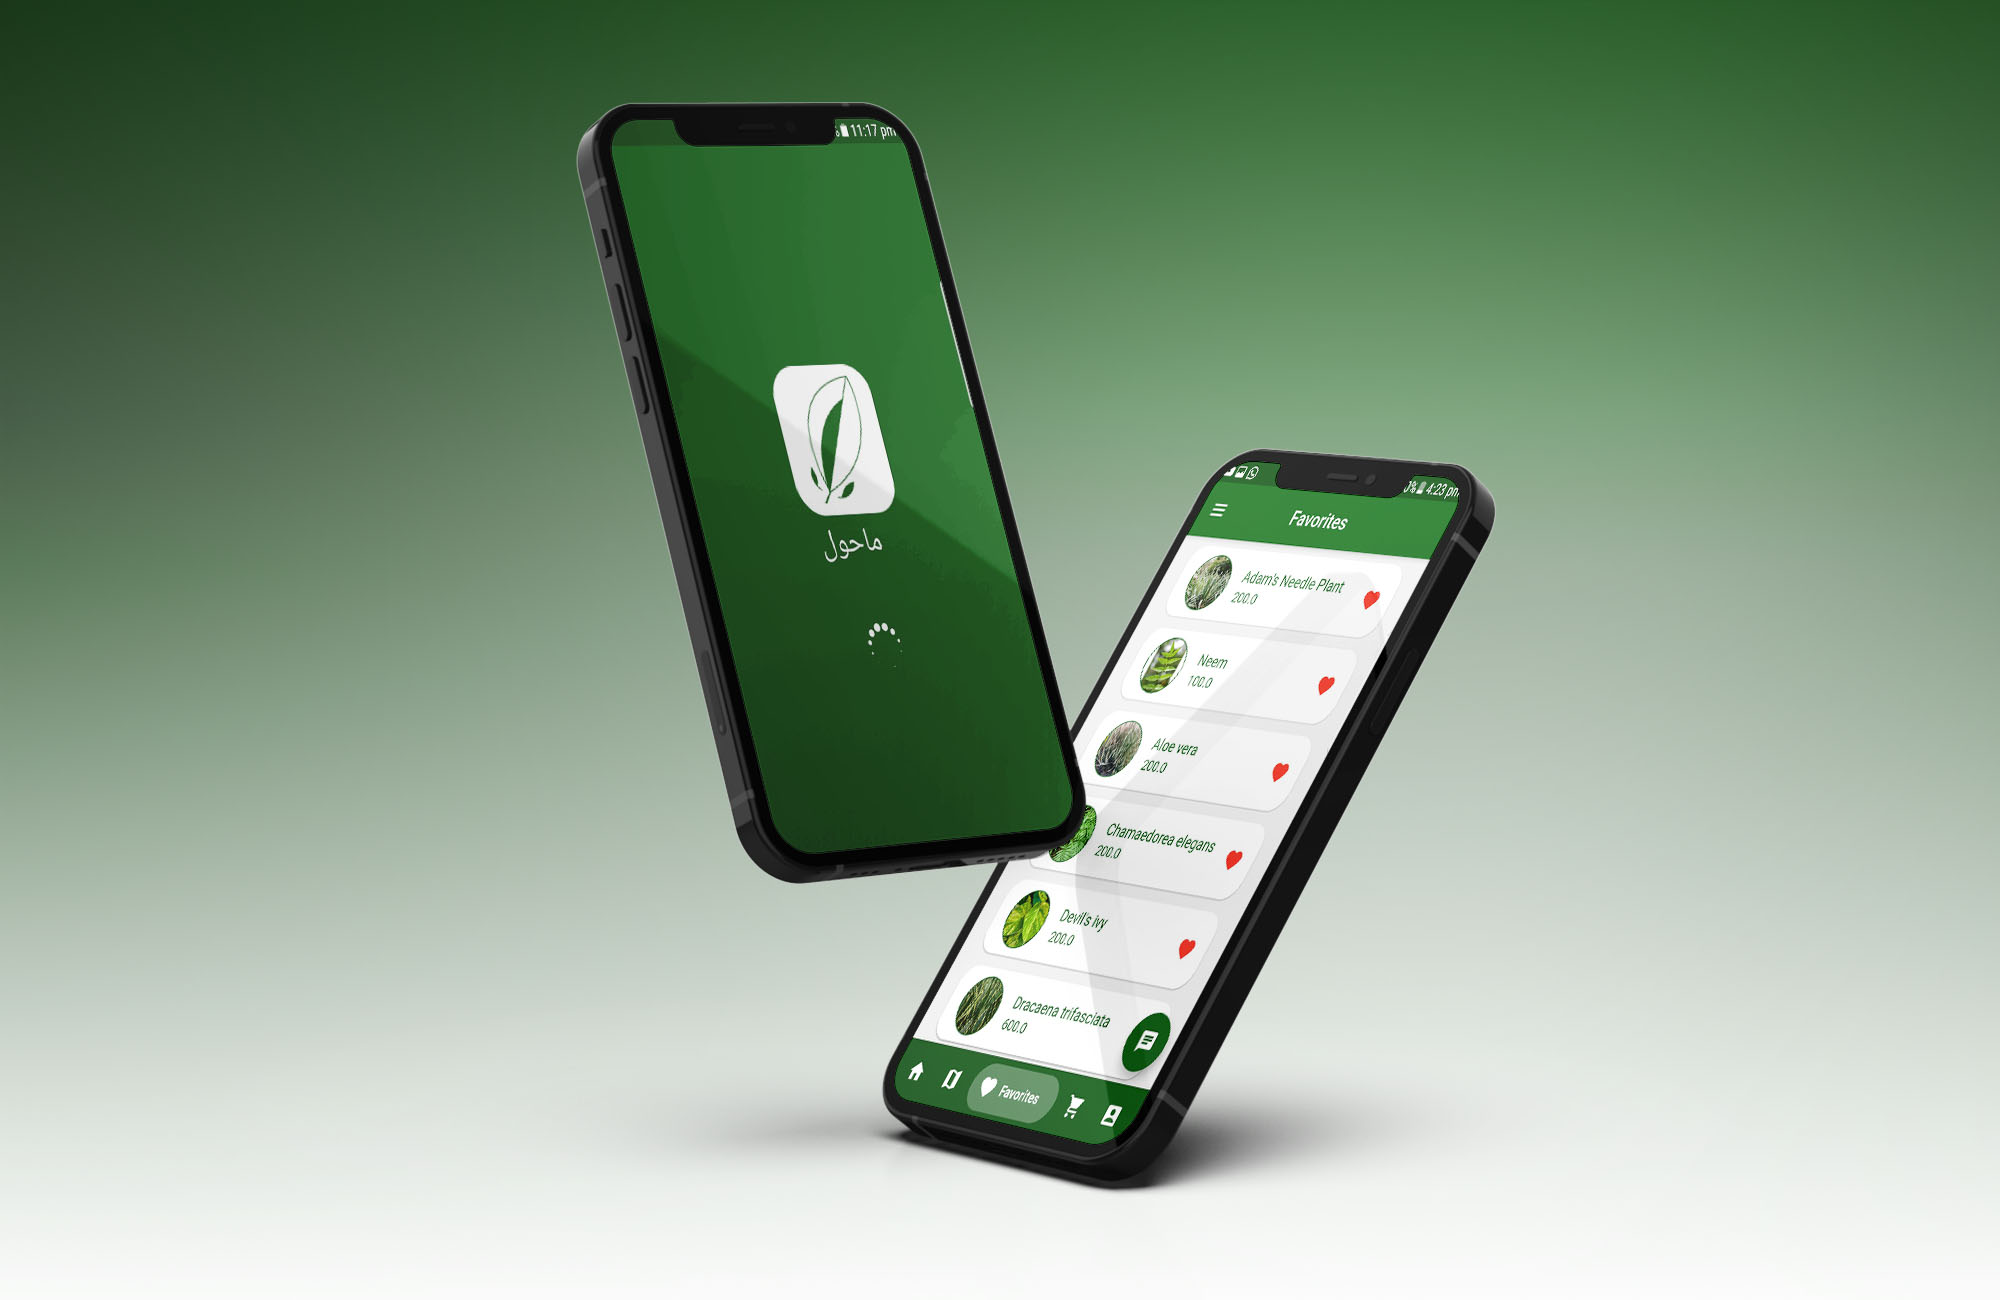 11:17 pm
ماحول
4:23 pm
Favorites
Adam's Needle Plant
200.0
Neem
100.0
Aloe vera
200.0
Chamaedorea elegans
200.0
Devil's ivy
200.0
Dracaena trifasciata
600.0
Favorites